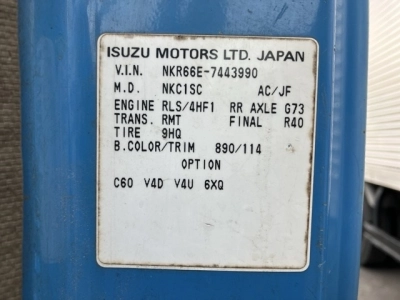 ISUZU MOTORS LTD. JAPAN
V.I.N. NKR66E-7443990
M.D. NKC1SC AC/JF
ENGINE RLS/4HF1 RR AXLE G73
TRANS. RMT FINAL R40
TIRE 9HQ
B.COLOR/TRIM 890/114
OPTION
C60 V4D V4U 6XQ